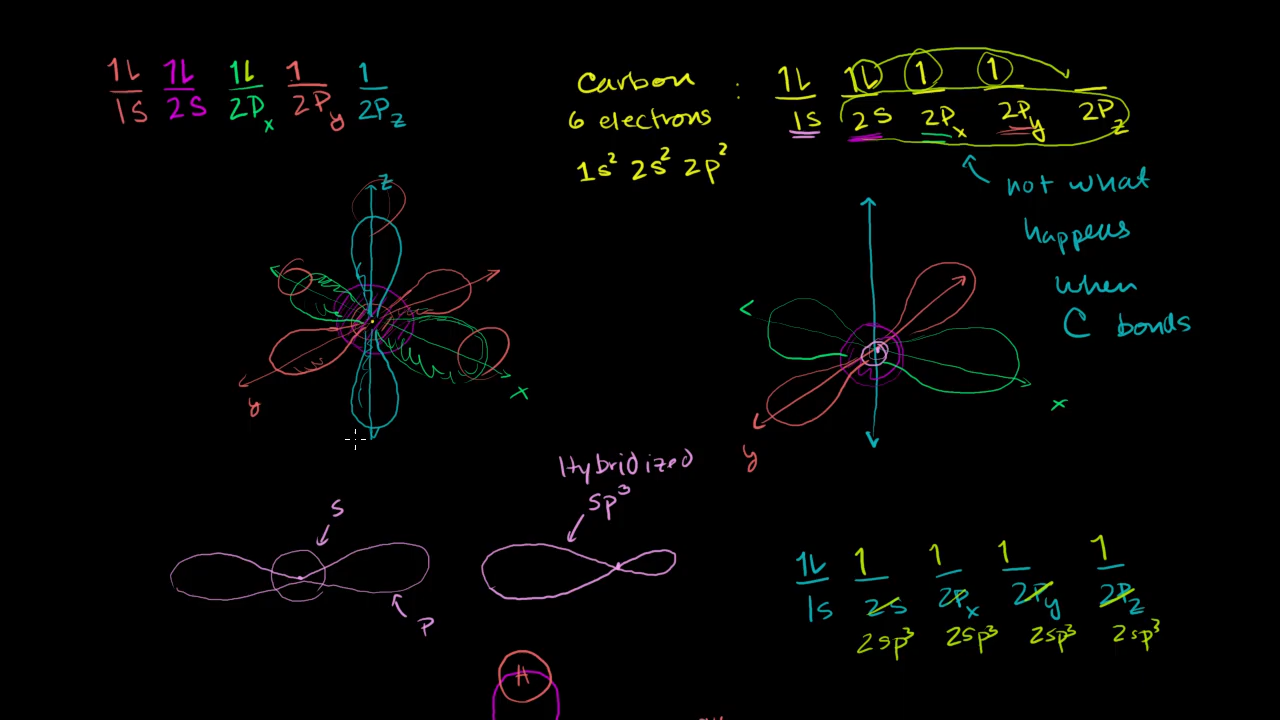 1L 1L 1L 1 1
1s 2s 2Px 2Py 2Pz
Carbon : 1L 1L 1 1
6 electrons 1s 2s 2Px 2Py 2Pz
1s² 2s² 2p²
not what
happens
when
C bonds
z
x
y
x
y
Hybridized
sp³
s
p
1L 1 1 1 1
1s 2s 2Px 2Py 2Pz
2sp³ 2sp³ 2sp³ 2sp³
H